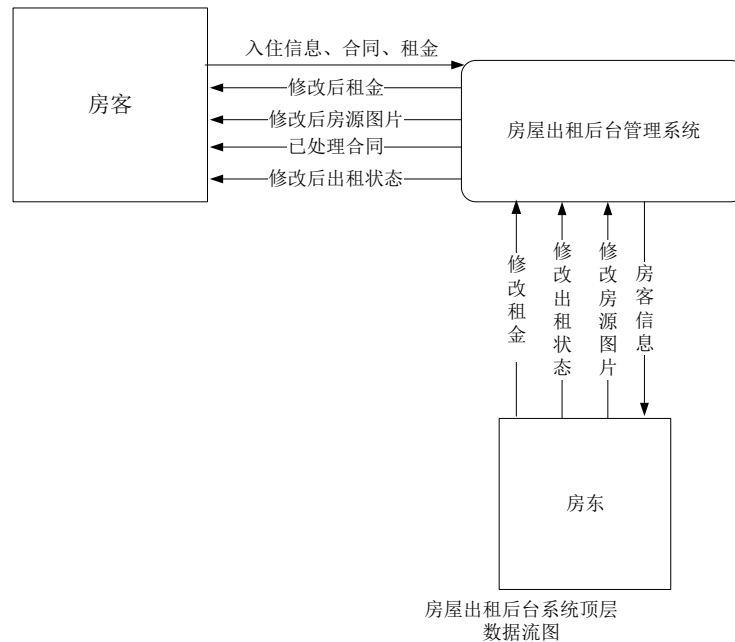 入住信息、合同、租金
修改后租金
房客
修改后房源图片
房屋出租后台管理系统
已处理合同
修改后出租状态
修改租金
修改出租状态
修改房源图片
房客信息
房东
房屋出租后台系统顶层
数据流图